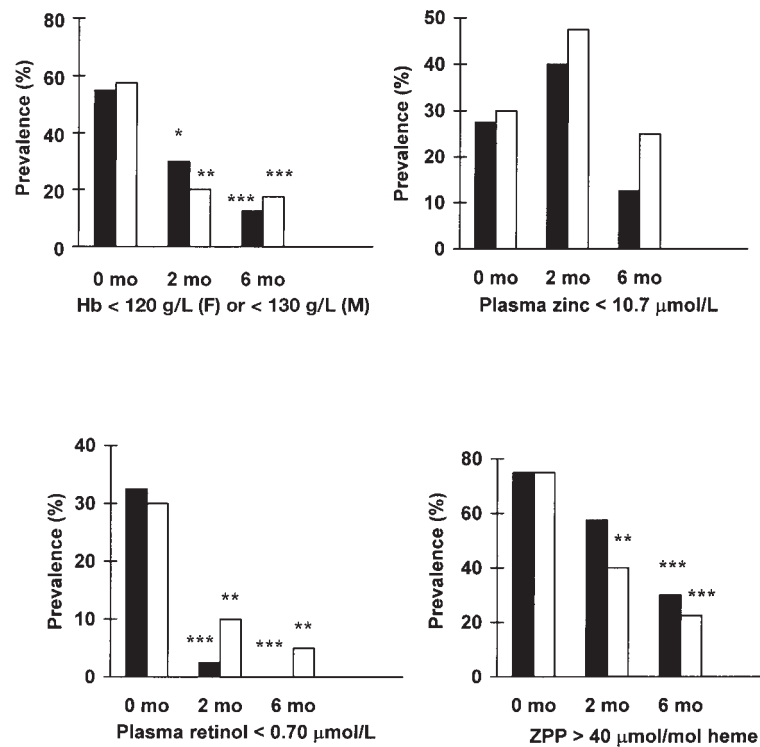 80
60
40
20
0
Prevalence (%)
*
**
***
***
0 mo 2 mo 6 mo
Hb < 120 g/L (F) or < 130 g/L (M)
50
40
30
20
10
0
Prevalence (%)
0 mo 2 mo 6 mo
Plasma zinc < 10.7 μmol/L
40
30
20
10
0
Prevalence (%)
***
**
***
**
0 mo 2 mo 6 mo
Plasma retinol < 0.70 μmol/L
80
60
40
20
0
Prevalence (%)
**
***
***
0 mo 2 mo 6 mo
ZPP > 40 μmol/mol heme